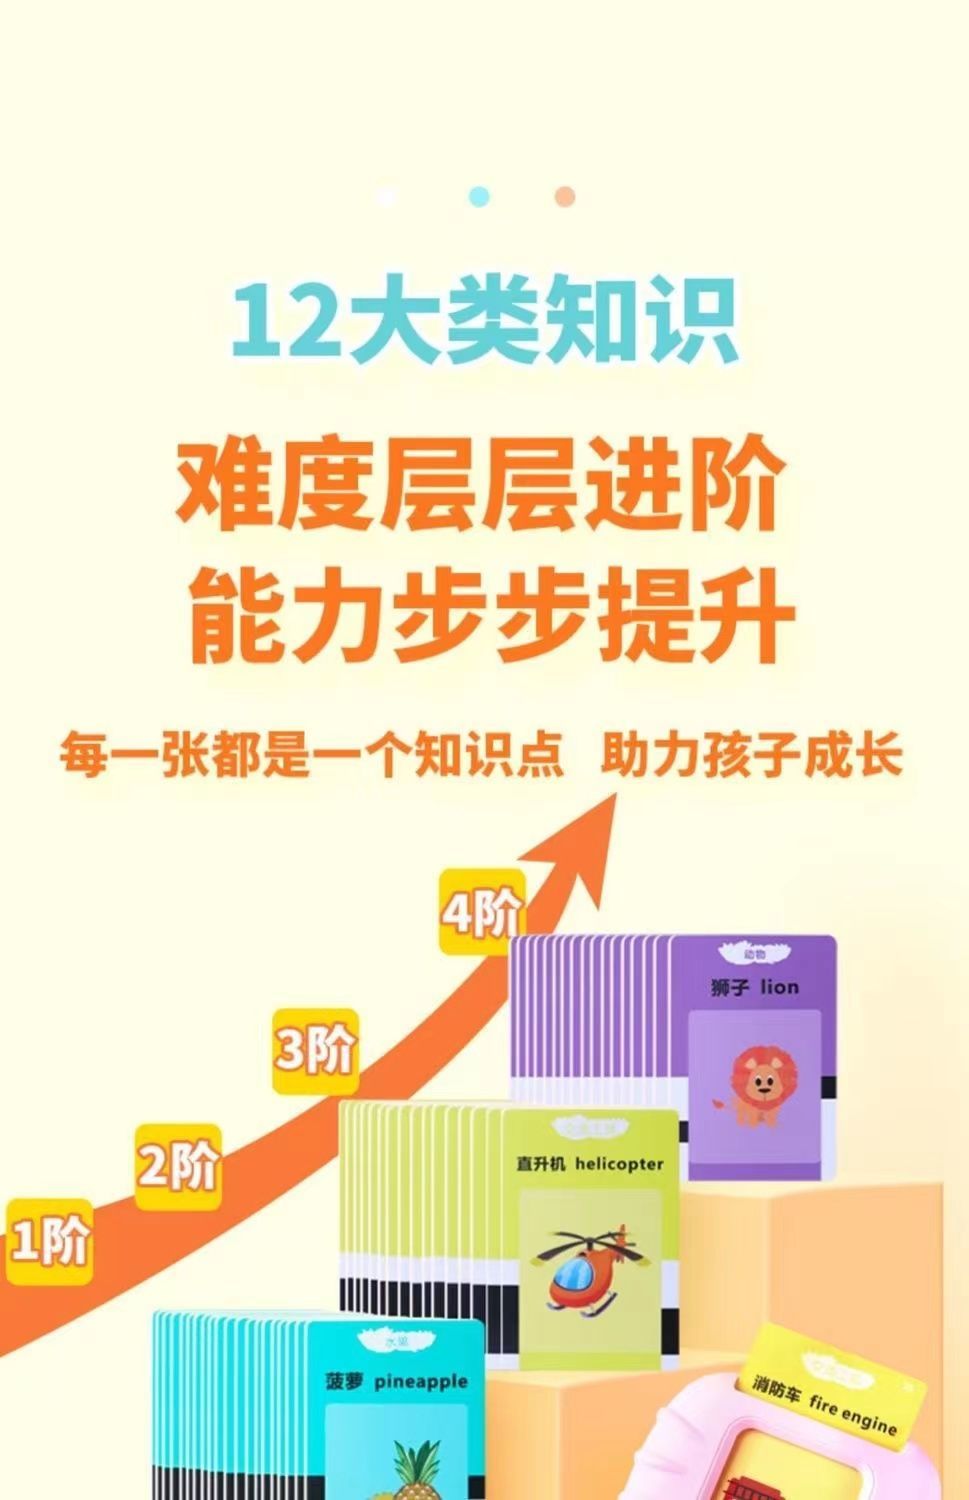 12大类知识
难度层层进阶
能力步步提升
每一张都是一个知识点 助力孩子成长
4阶
3阶
2阶
1阶
动物
狮子 lion
直升机 helicopter
水果
菠萝 pineapple
消防车 fire engine